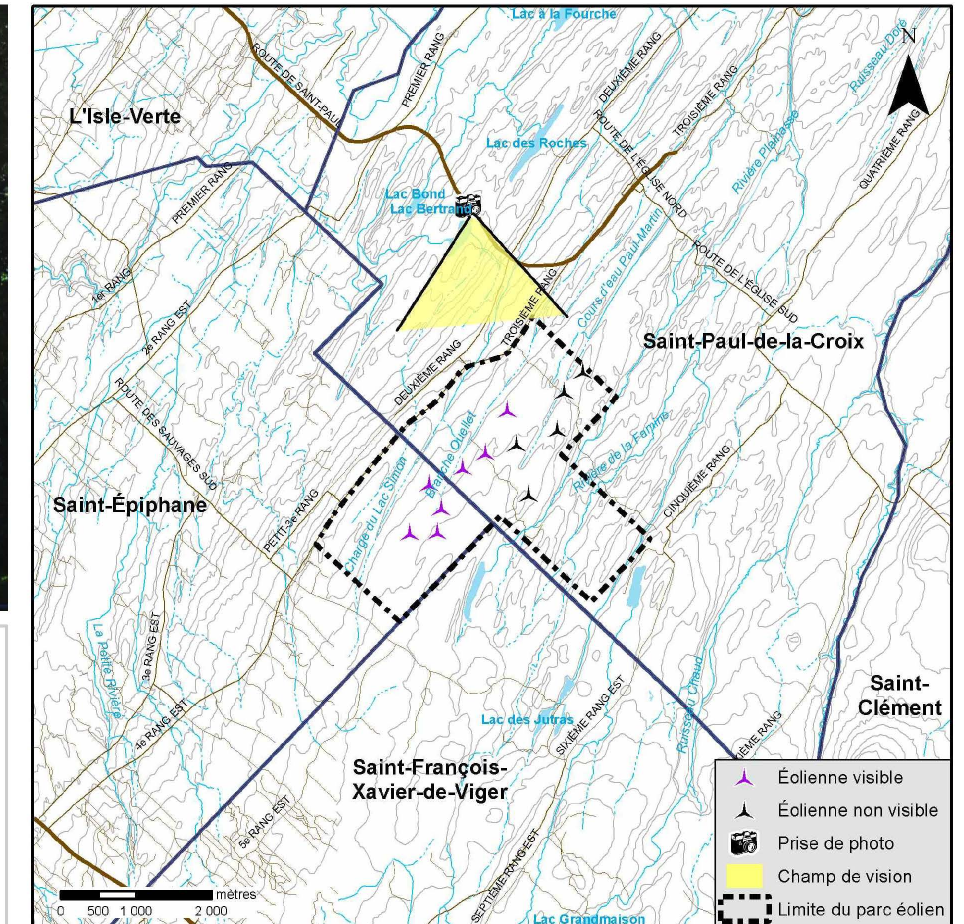 Lac à la Fourche
N
Ruisseau Doré
ROUTE DE SAINT-PAUL
PREMIER RANG
DEUXIÈME RANG
TROISIÈME RANG
L'Isle-Verte
Lac des Roches
ROUTE DE L'ÉGLISE NORD
Rivière Plainasse
QUATRIÈME RANG
PREMIER RANG
Lac Bond
Lac Bertrand
Cours d'eau Paul-Martin
ROUTE DE L'ÉGLISE SUD
1er RANG
2e RANG EST
TROISIÈME RANG
Saint-Paul-de-la-Croix
DEUXIÈME RANG
ROUTE DES SAUVAGES SUD
Branche Ouellet
Rivière de la Famine
CINQUIÈME RANG
Saint-Épiphane
PETIT-3e RANG
Charge du Lac Simon
La Petite Rivière
3e RANG EST
4e RANG EST
Ruisseau Chaud
Saint-
Clément
Lac des Jutras
SIXIÈME RANG EST
IÈME RANG
Saint-François-
Xavier-de-Viger
5e RANG EST
SEPTIÈME RANG EST
Lac Grandmaison
Éolienne visible
Éolienne non visible
Prise de photo
Champ de vision
Limite du parc éolien
mètres
0 500 1 000 2 000